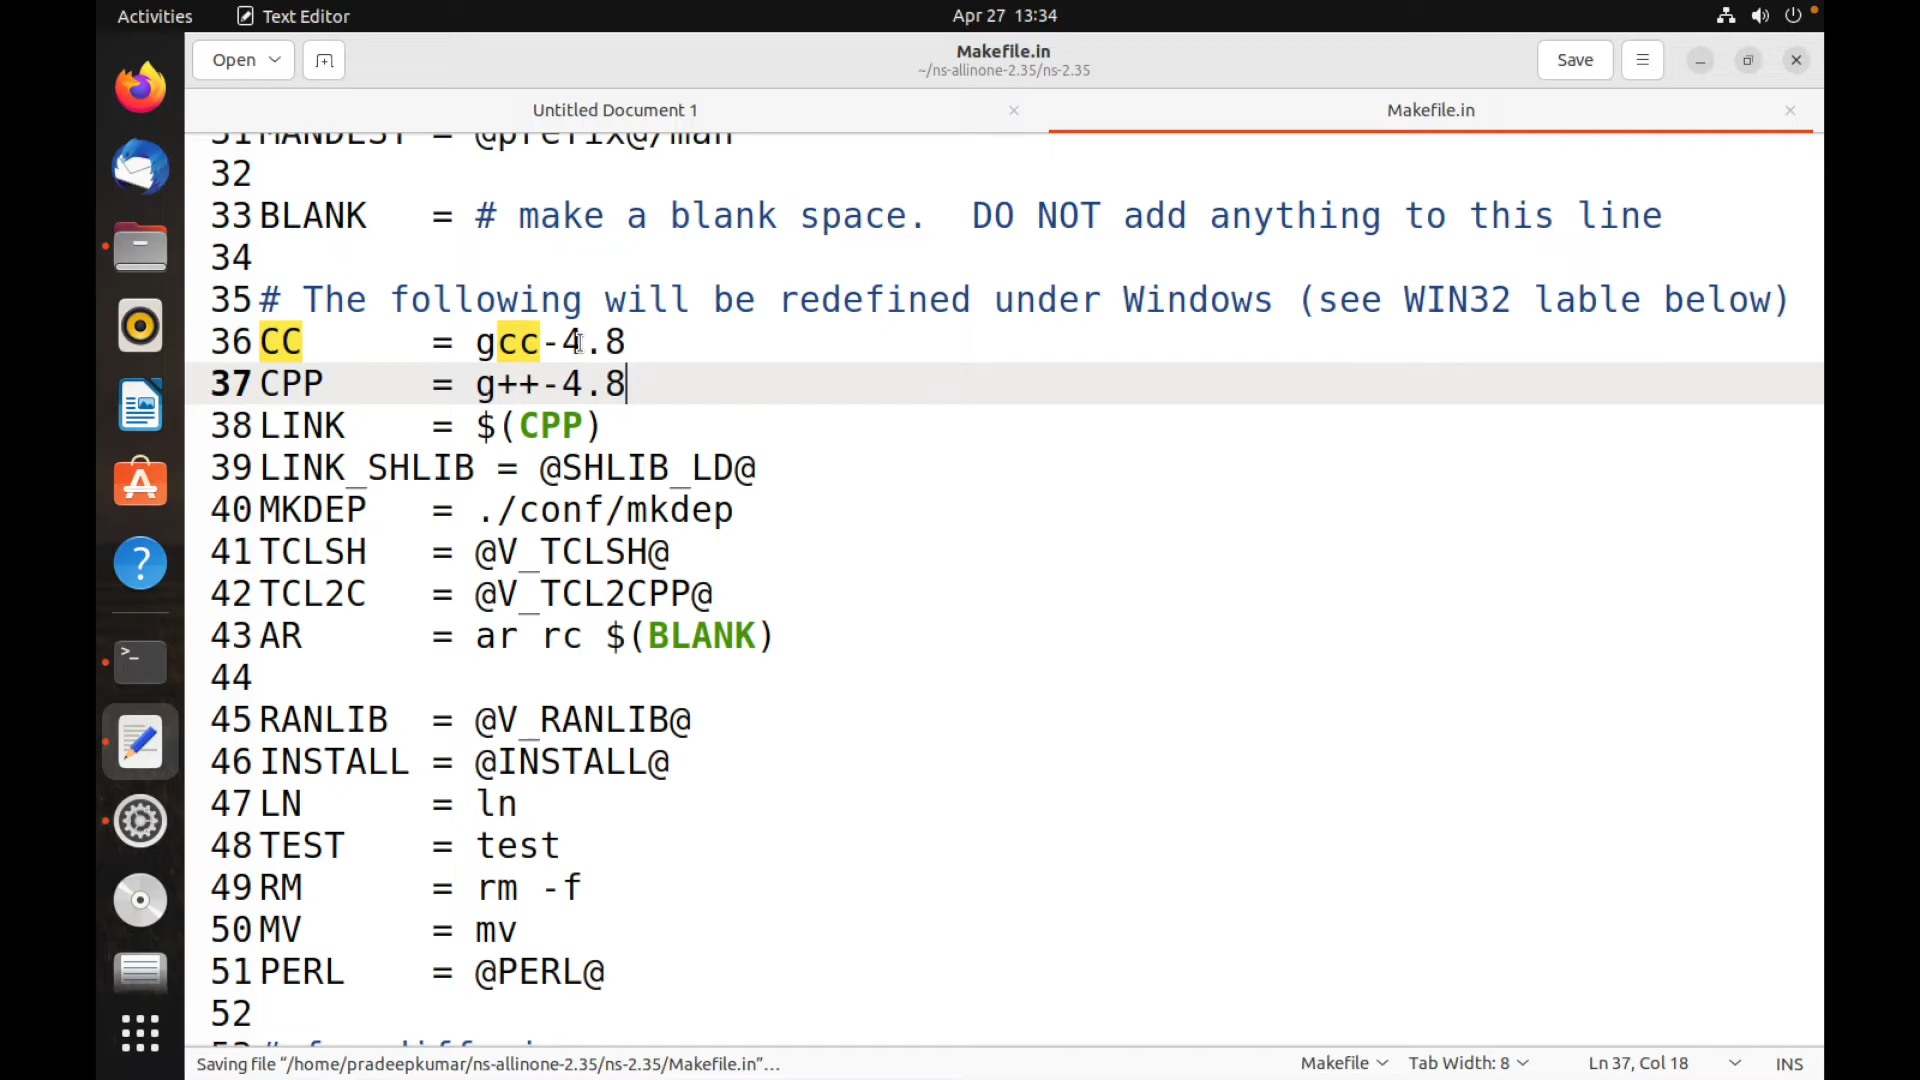 Activities Text Editor Apr 27 13:34
Open Makefile.in Save
~/ns-allinone-2.35/ns-2.35
Untitled Document 1 Makefile.in
31 MANDEST = @prefix@/man
32
33 BLANK = # make a blank space. DO NOT add anything to this line
34
35 # The following will be redefined under Windows (see WIN32 lable below)
36 CC = gcc-4.8
37 CPP = g++-4.8
38 LINK = $(CPP)
39 LINK_SHLIB = @SHLIB_LD@
40 MKDEP = ./conf/mkdep
41 TCLSH = @V_TCLSH@
42 TCL2C = @V_TCL2CPP@
43 AR = ar rc $(BLANK)
44
45 RANLIB = @V_RANLIB@
46 INSTALL = @INSTALL@
47 LN = ln
48 TEST = test
49 RM = rm -f
50 MV = mv
51 PERL = @PERL@
52
Saving file “/home/pradeepkumar/ns-allinone-2.35/ns-2.35/Makefile.in”… Makefile Tab Width: 8 Ln 37, Col 18 INS